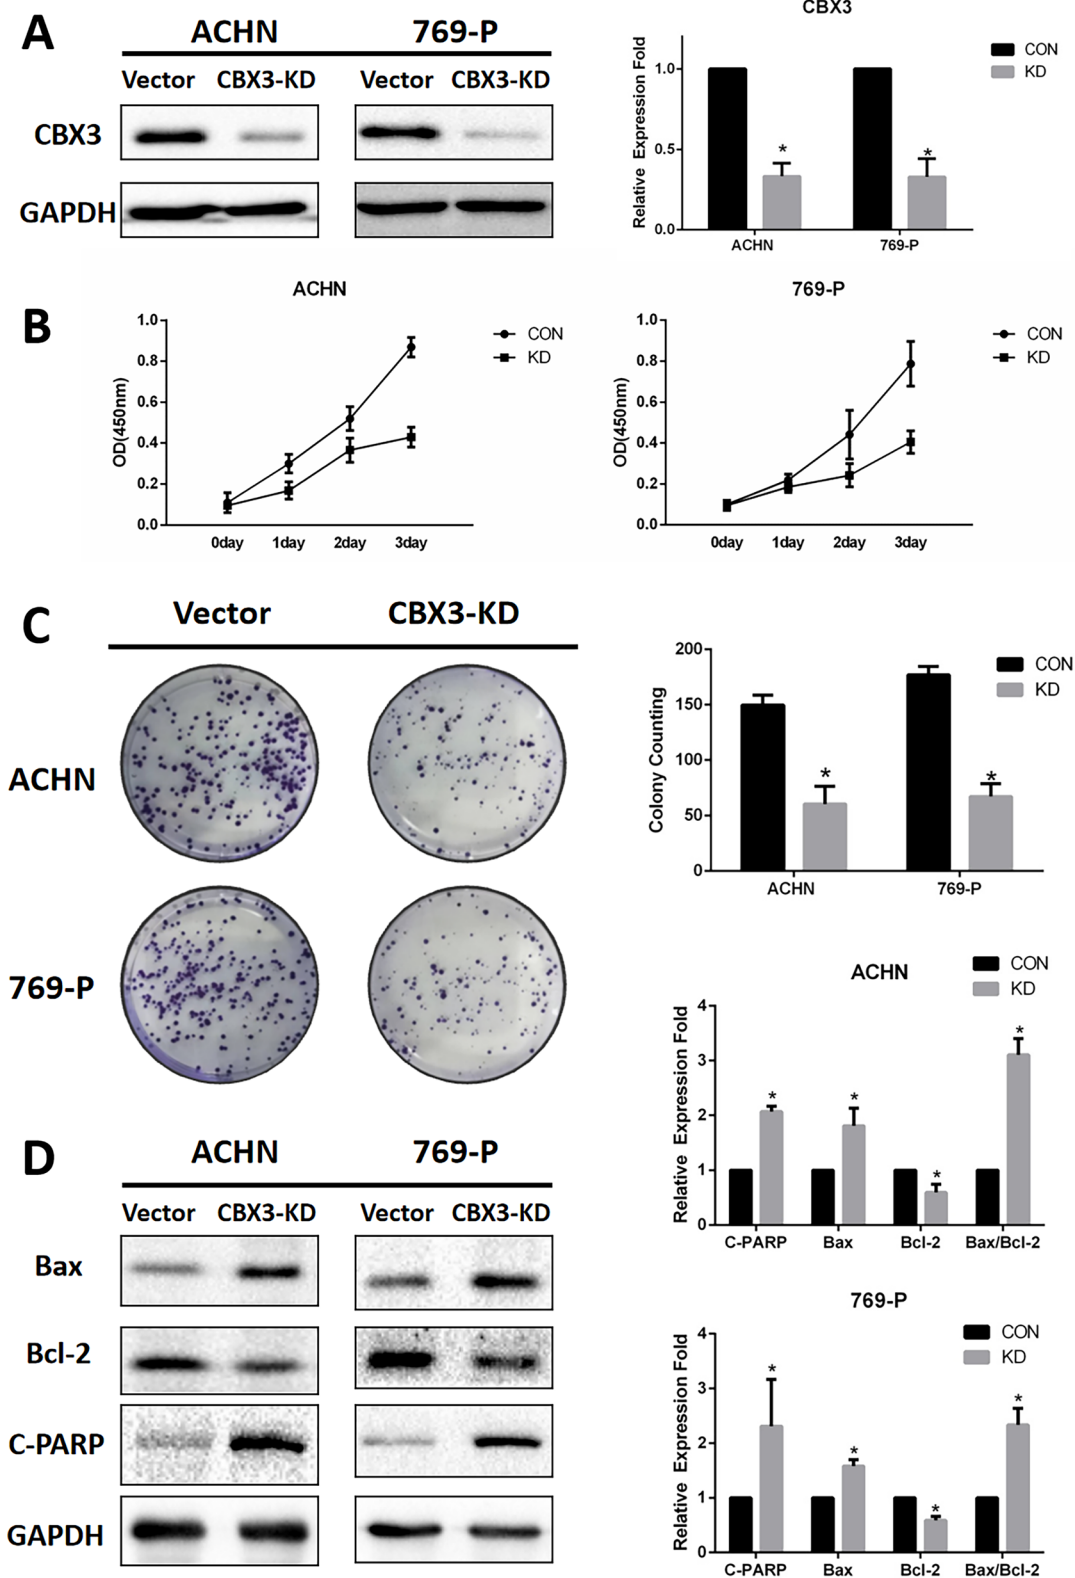 A
ACHN 769-P
Vector CBX3-KD Vector CBX3-KD
CBX3
GAPDH
CBX3
Relative Expression Fold
1.0
0.5
0.0
* *
ACHN 769-P
CON
KD
B
ACHN
OD(450nm)
1.0
0.8
0.6
0.4
0.2
0.0
0day 1day 2day 3day
CON
KD
769-P
OD(450nm)
1.0
0.8
0.6
0.4
0.2
0.0
0day 1day 2day 3day
CON
KD
C
Vector CBX3-KD
ACHN
769-P
Colony Counting
200
150
100
50
0
* *
ACHN 769-P
CON
KD
D
ACHN 769-P
Vector CBX3-KD Vector CBX3-KD
Bax
Bcl-2
C-PARP
GAPDH
ACHN
CON
KD
Relative Expression Fold
4
3
2
1
0
* * * *
C-PARP Bax Bcl-2 Bax/Bcl-2
769-P
CON
KD
Relative Expression Fold
4
3
2
1
0
* * * *
C-PARP Bax Bcl-2 Bax/Bcl-2